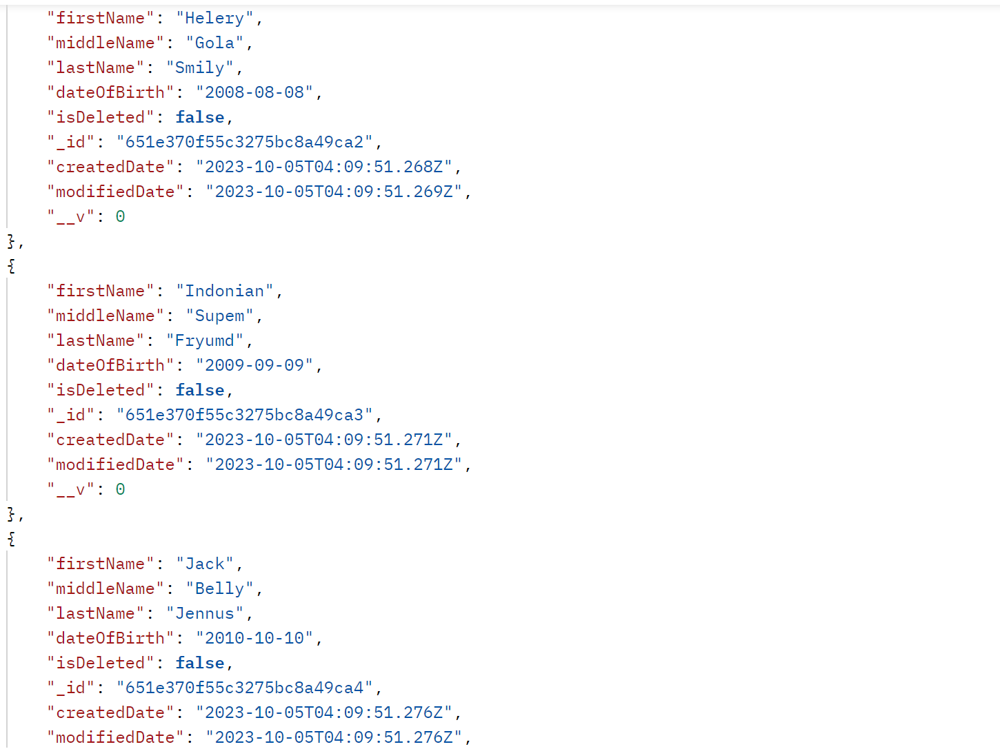 "firstName": "Helery",
"middleName": "Gola",
"lastName": "Smily",
"dateOfBirth": "2008-08-08",
"isDeleted": false,
"_id": "651e370f55c3275bc8a49ca2",
"createdDate": "2023-10-05T04:09:51.268Z",
"modifiedDate": "2023-10-05T04:09:51.269Z",
"__v": 0
},
{
"firstName": "Indonian",
"middleName": "Supem",
"lastName": "Fryumd",
"dateOfBirth": "2009-09-09",
"isDeleted": false,
"_id": "651e370f55c3275bc8a49ca3",
"createdDate": "2023-10-05T04:09:51.271Z",
"modifiedDate": "2023-10-05T04:09:51.271Z",
"__v": 0
},
{
"firstName": "Jack",
"middleName": "Belly",
"lastName": "Jennus",
"dateOfBirth": "2010-10-10",
"isDeleted": false,
"_id": "651e370f55c3275bc8a49ca4",
"createdDate": "2023-10-05T04:09:51.276Z",
"modifiedDate": "2023-10-05T04:09:51.276Z",